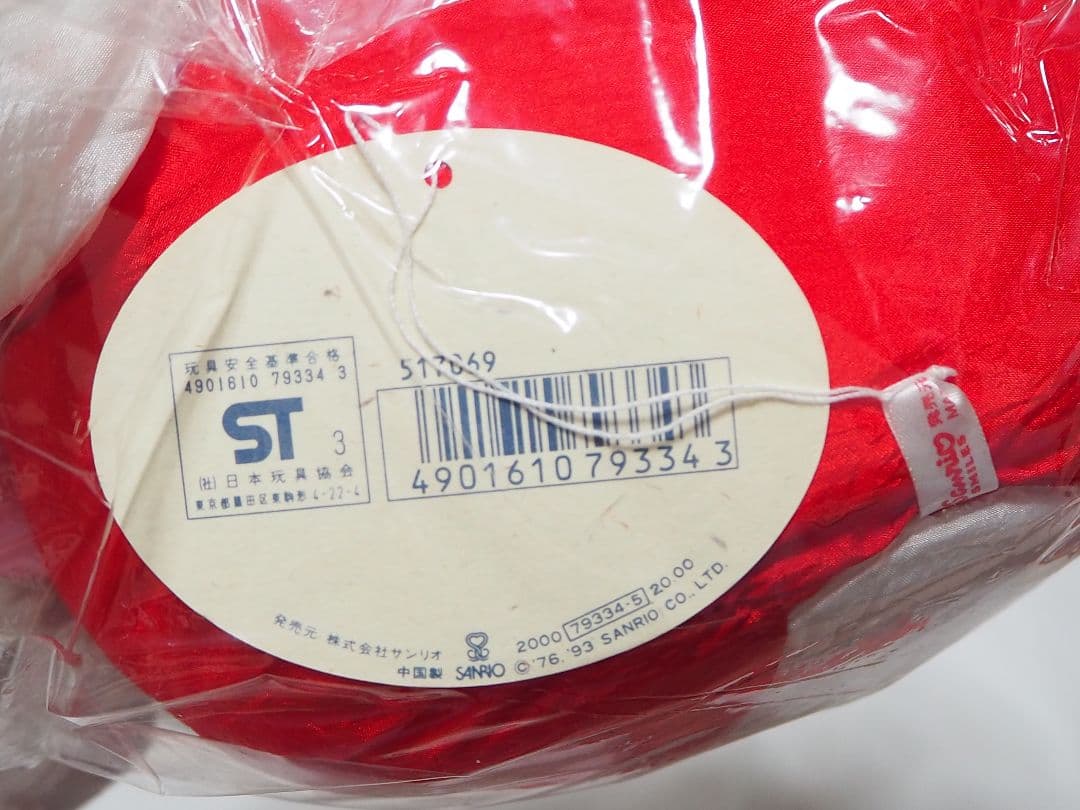 玩具安全基準合格
4901610 79334 3
ST 3
(社)日本玩具協会
東京都墨田区東駒形4-22-4
517069
4901610793343
発売元 株式会社サンリオ
中国製 SANRIO
2000 79334-5 20.00
©'76.'93 SANRIO CO., LTD.
SMILES